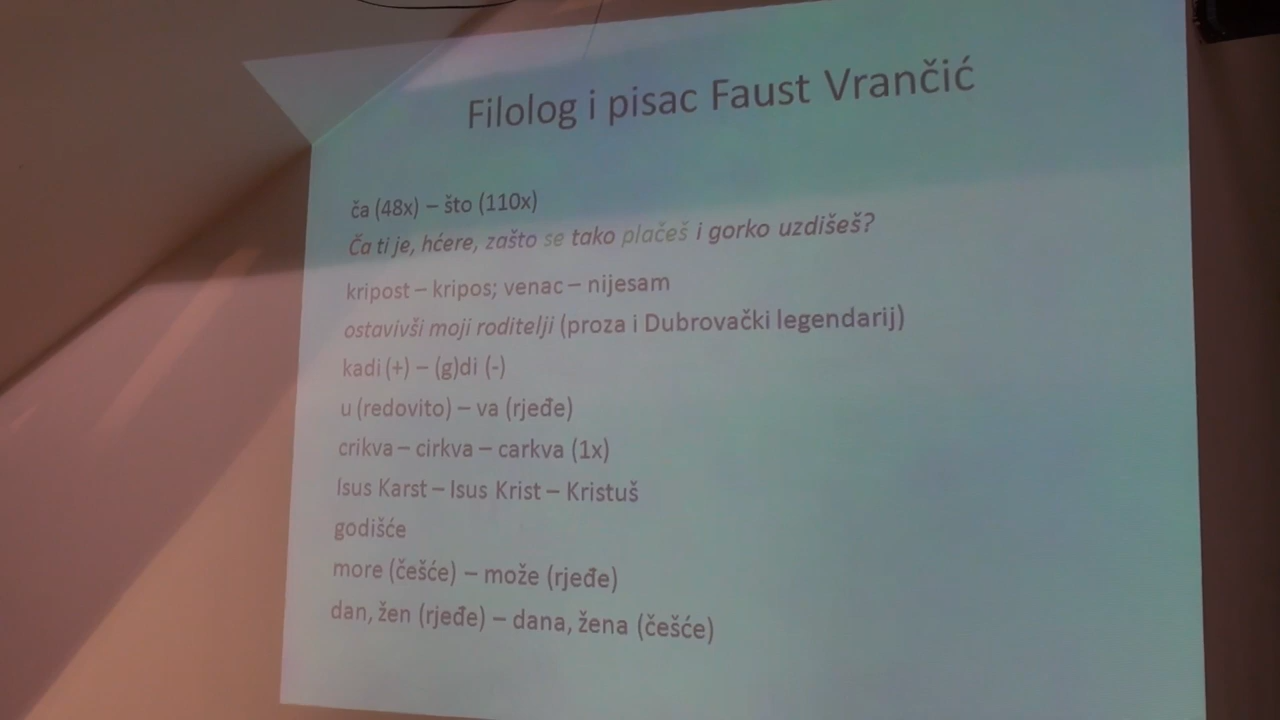 Filolog i pisac Faust Vrančić
ča (48x) – što (110x)
Ča ti je, hćere, zašto se tako plačeš i gorko uzdišeš?
kripost – kripos; venac – nijesam
ostavivši moji roditelji (proza i Dubrovački legendarij)
kadi (+) – (g)di (-)
u (redovito) – va (rjeđe)
crikva – cirkva – carkva (1x)
Isus Karst – Isus Krist – Kristuš
godišće
more (češće) – može (rjeđe)
dan, žen (rjeđe) – dana, žena (češće)